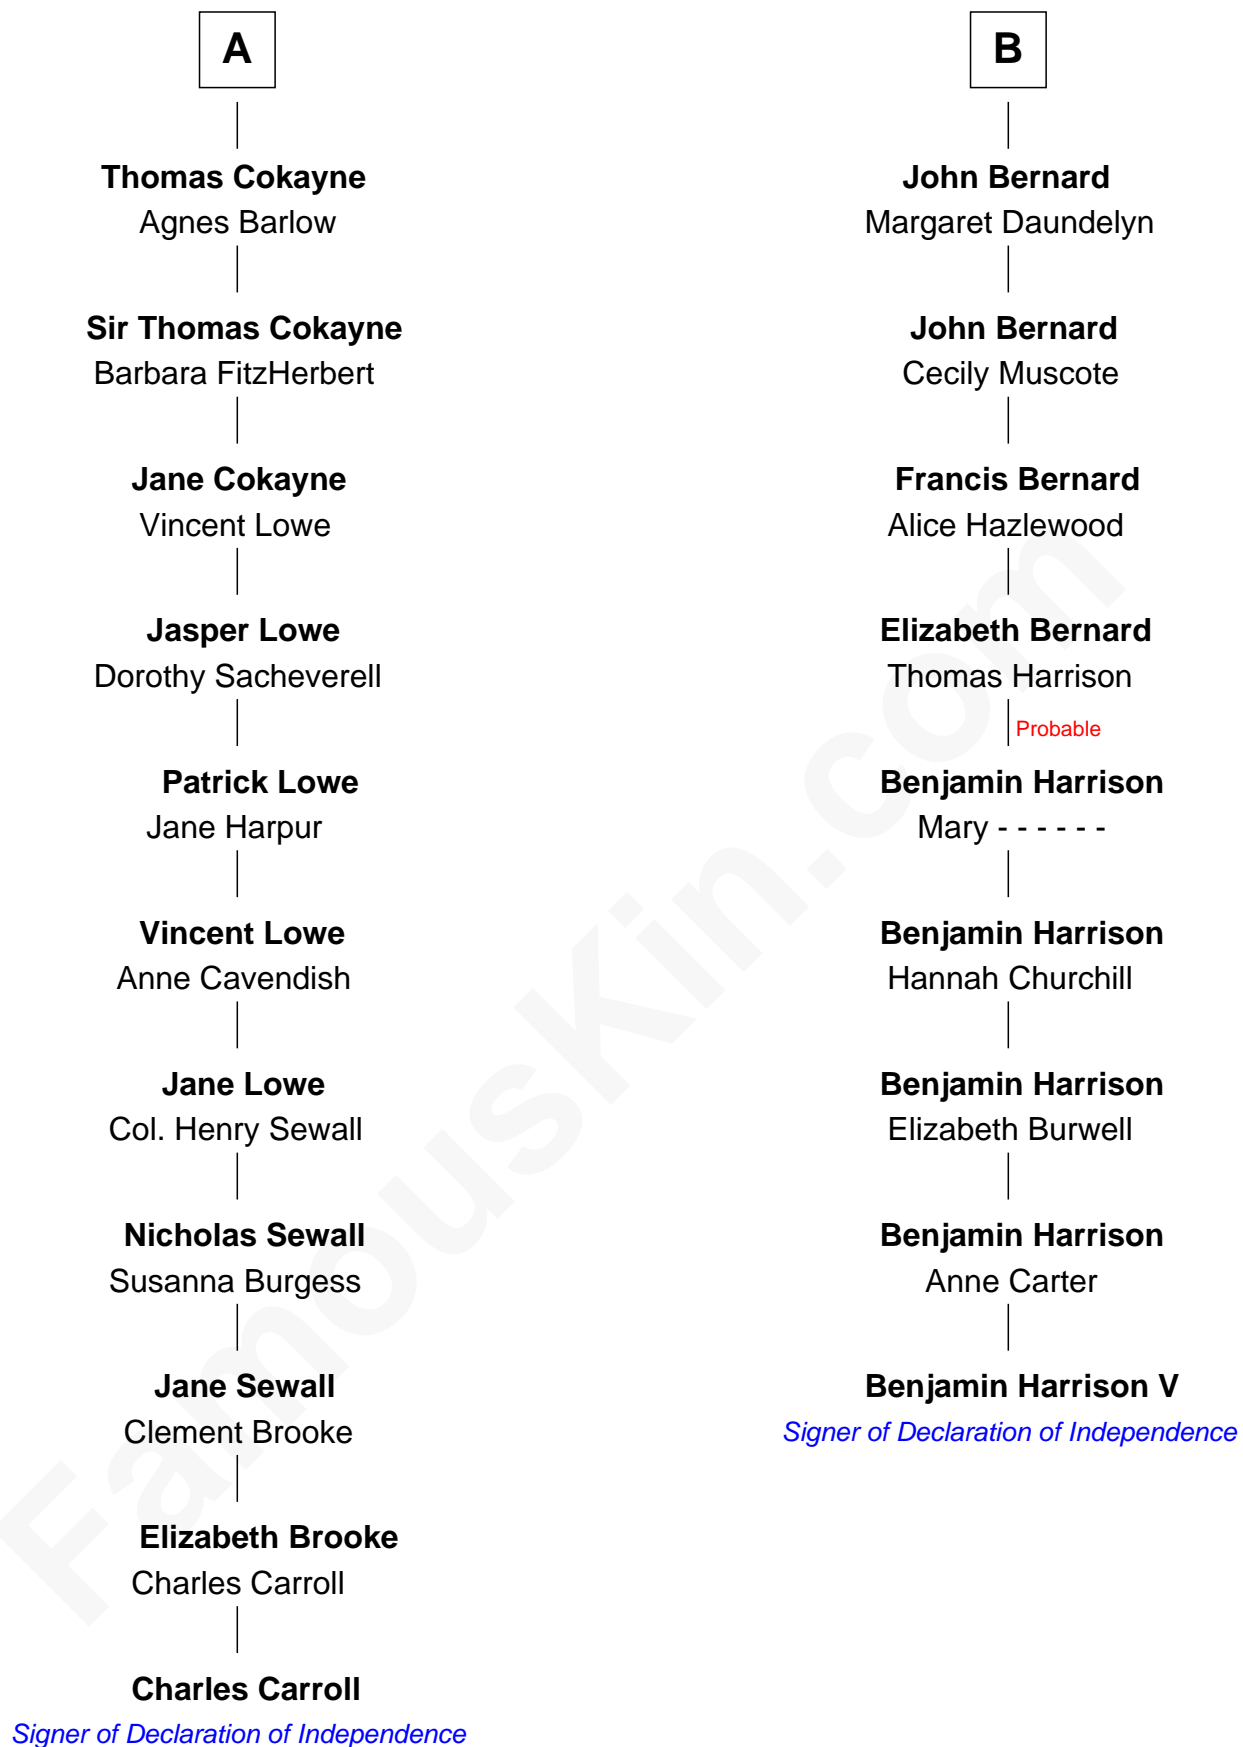 A
Thomas Cokayne
Agnes Barlow
Sir Thomas Cokayne
Barbara FitzHerbert
Jane Cokayne
Vincent Lowe
Jasper Lowe
Dorothy Sacheverell
Patrick Lowe
Jane Harpur
Vincent Lowe
Anne Cavendish
Jane Lowe
Col. Henry Sewall
Nicholas Sewall
Susanna Burgess
Jane Sewall
Clement Brooke
Elizabeth Brooke
Charles Carroll
Charles Carroll
Signer of Declaration of Independence
B
John Bernard
Margaret Daundelyn
John Bernard
Cecily Muscote
Francis Bernard
Alice Hazlewood
Elizabeth Bernard
Thomas Harrison
Probable
Benjamin Harrison
Mary - - - - - -
Benjamin Harrison
Hannah Churchill
Benjamin Harrison
Elizabeth Burwell
Benjamin Harrison
Anne Carter
Benjamin Harrison V
Signer of Declaration of Independence
FamousKin.com